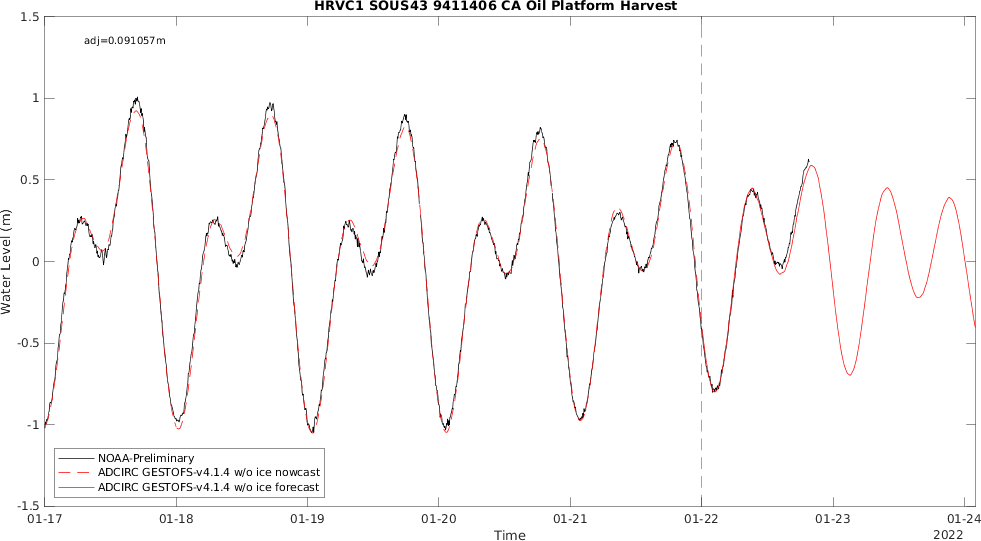 HRVC1 SOUS43 9411406 CA Oil Platform Harvest
adj=0.091057m
1.5
1
0.5
0
-0.5
-1
-1.5
Water Level (m)
NOAA-Preliminary
ADCIRC GESTOFS-v4.1.4 w/o ice nowcast
ADCIRC GESTOFS-v4.1.4 w/o ice forecast
01-17 01-18 01-19 01-20 01-21 01-22 01-23 01-24
Time
2022